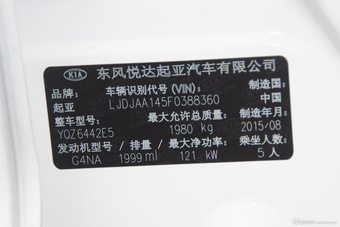 KIA 东风悦达起亚汽车有限公司
品牌: 车辆识别代号(VIN): 制造国:
起亚 LJDJAA145F0388360 中国
整车型号: 最大允许总质量: 制造年月:
YQZ6442E5 1980 kg 2015/08
发动机型号 / 排量 / 最大净功率: 乘坐人数:
G4NA 1999 ml 121 kW 5 人